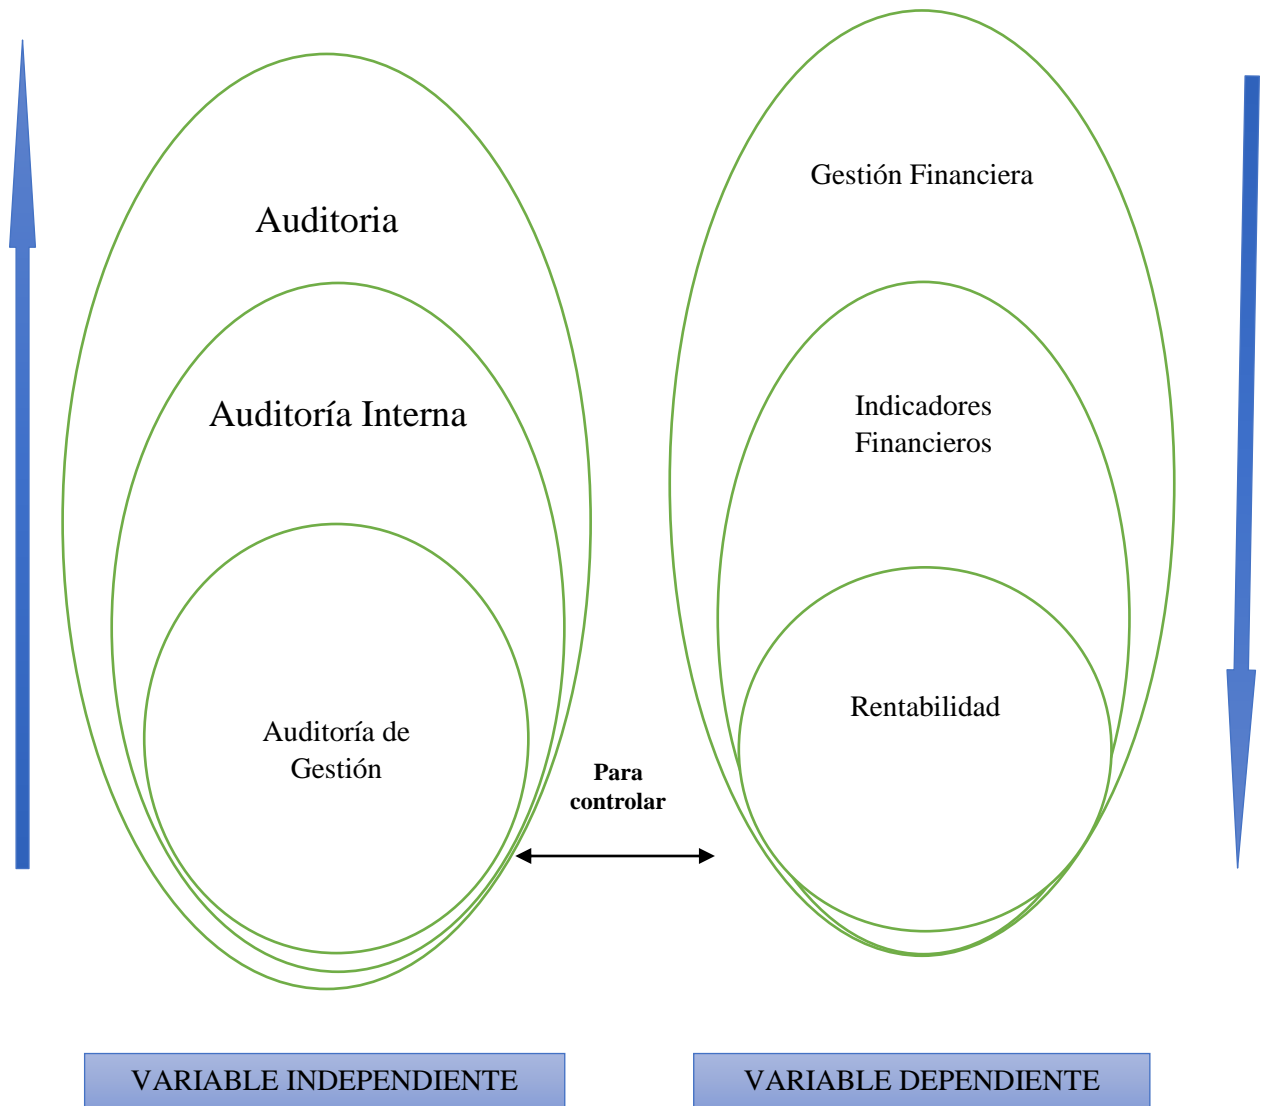 Auditoria
Auditoría Interna
Auditoría de
Gestión
Para
controlar
Gestión Financiera
Indicadores
Financieros
Rentabilidad
VARIABLE INDEPENDIENTE
VARIABLE DEPENDIENTE